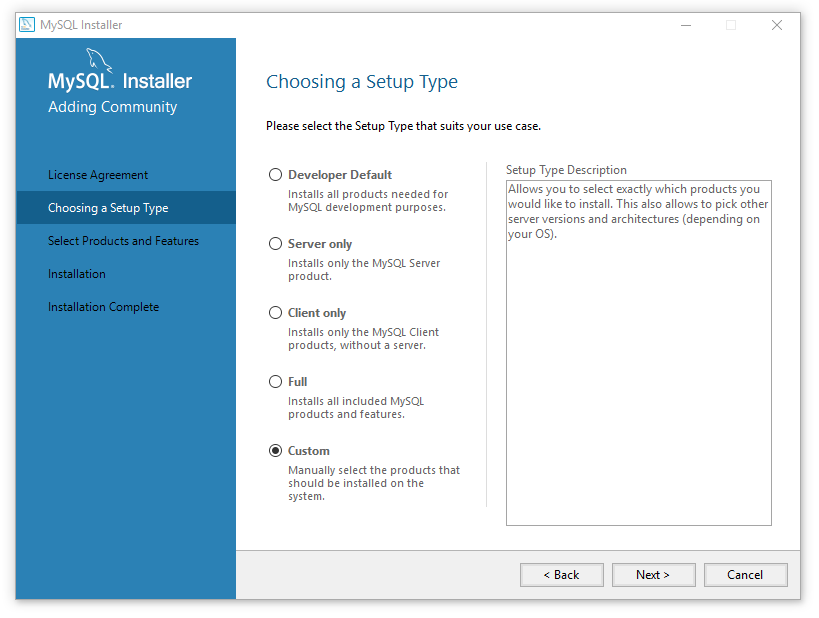 MySQL Installer
MySQL. Installer
Adding Community
License Agreement
Choosing a Setup Type
Select Products and Features
Installation
Installation Complete
Choosing a Setup Type
Please select the Setup Type that suits your use case.
Developer Default
Installs all products needed for
MySQL development purposes.
Server only
Installs only the MySQL Server
product.
Client only
Installs only the MySQL Client
products, without a server.
Full
Installs all included MySQL
products and features.
Custom
Manually select the products that
should be installed on the
system.
Setup Type Description
Allows you to select exactly which products you
would like to install. This also allows to pick other
server versions and architectures (depending on
your OS).
< Back
Next >
Cancel